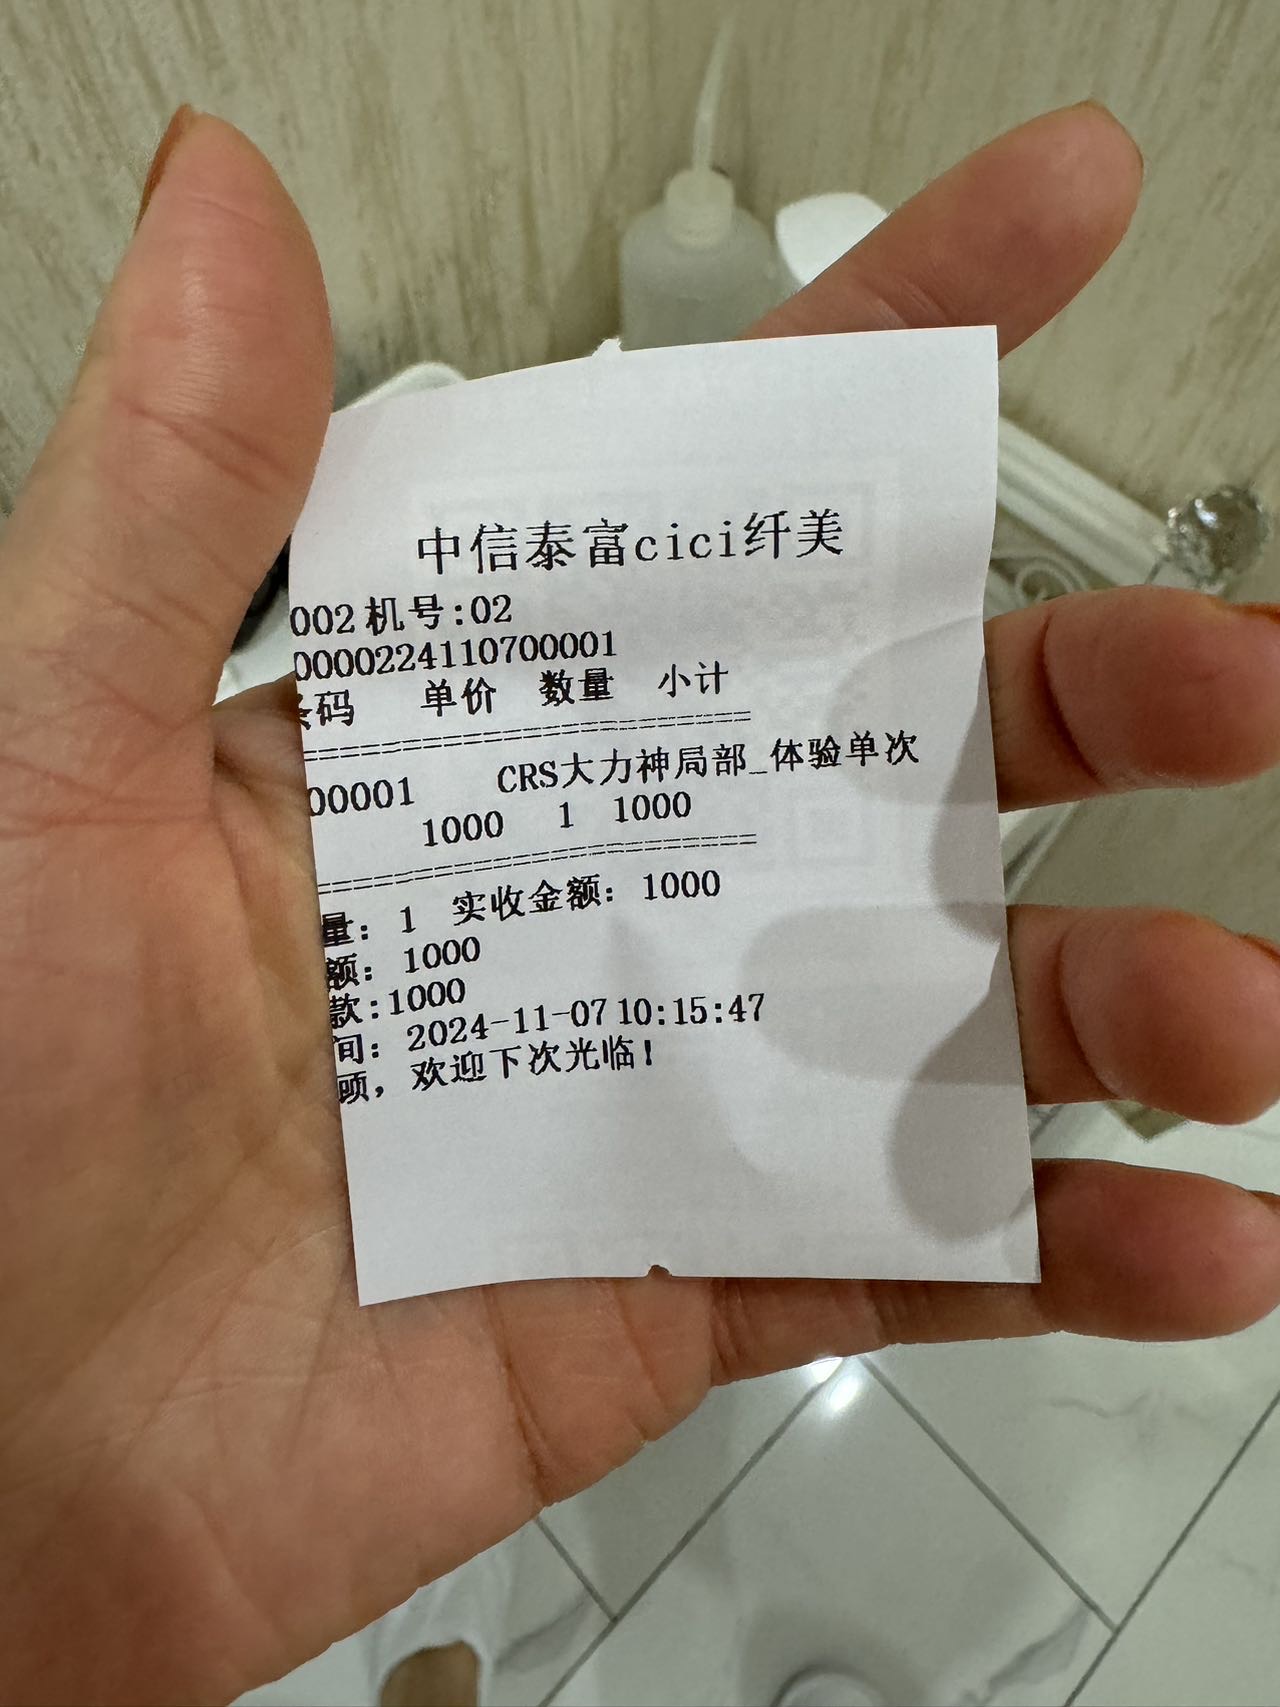 中信泰富cici纤美
002 机号:02
0000224110700001
条码 单价 数量 小计
00001 CRS大力神局部_体验单次
1000 1 1000
量: 1 实收金额: 1000
额: 1000
款:1000
间: 2024-11-07 10:15:47
顾, 欢迎下次光临!